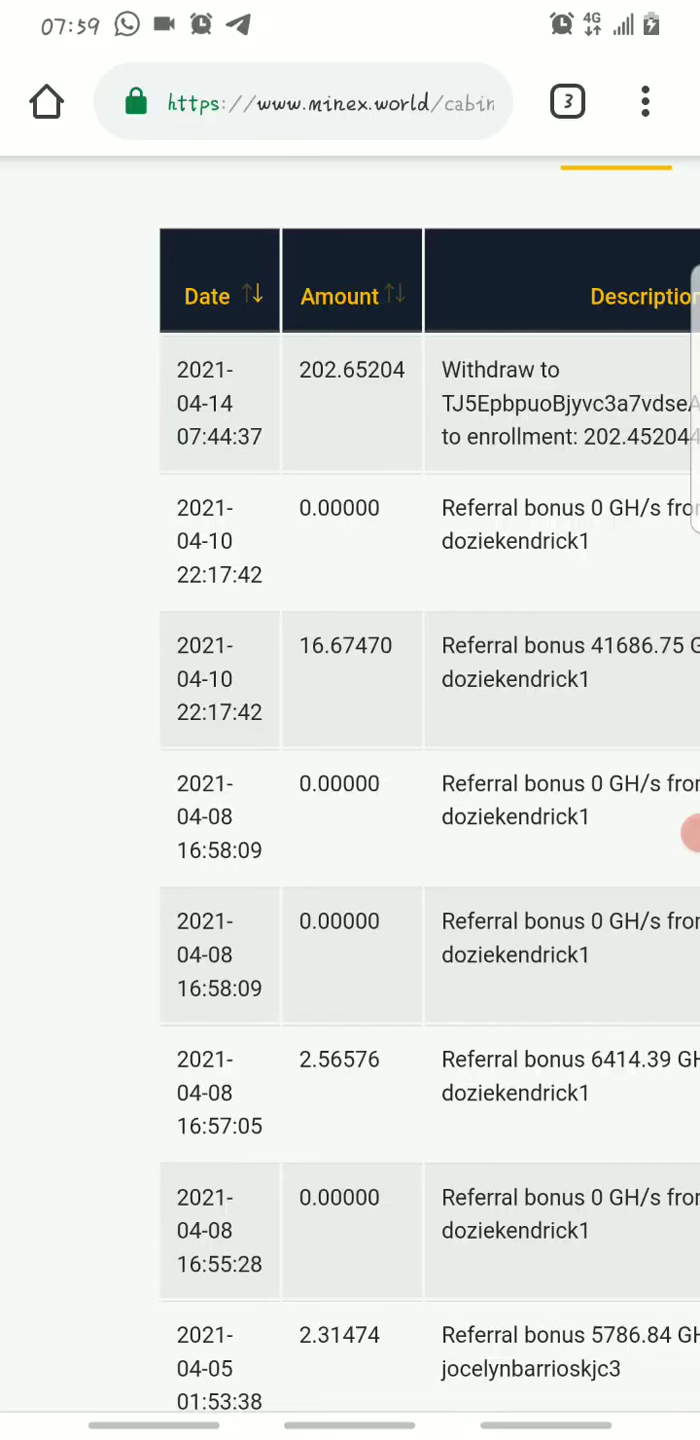 07:59
4G
https://www.minex.world/cabin
3
Date Amount Description
2021-
04-14
07:44:37
202.65204
Withdraw to
TJ5EpbpuoBjyvc3a7vdseA
to enrollment: 202.452044
2021-
04-10
22:17:42
0.00000
Referral bonus 0 GH/s from
doziekendrick1
2021-
04-10
22:17:42
16.67470
Referral bonus 41686.75 G
doziekendrick1
2021-
04-08
16:58:09
0.00000
Referral bonus 0 GH/s from
doziekendrick1
2021-
04-08
16:58:09
0.00000
Referral bonus 0 GH/s from
doziekendrick1
2021-
04-08
16:57:05
2.56576
Referral bonus 6414.39 GH
doziekendrick1
2021-
04-08
16:55:28
0.00000
Referral bonus 0 GH/s from
doziekendrick1
2021-
04-05
01:53:38
2.31474
Referral bonus 5786.84 GH
jocelynbarrioskjc3